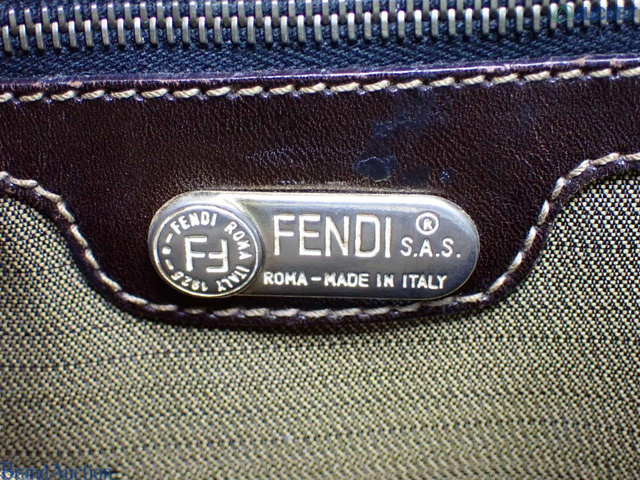 FENDI ROMA ITALY 1925
FF
FENDI® S.A.S.
ROMA-MADE IN ITALY
Brand Auction